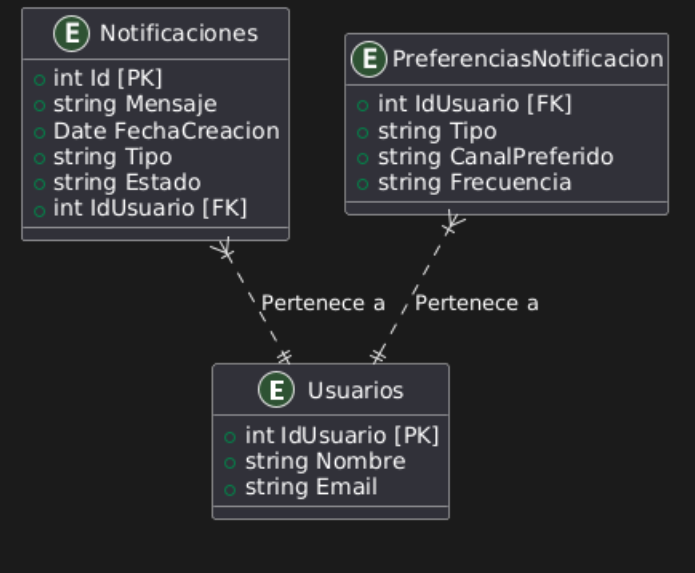 E Notificaciones
int Id [PK]
string Mensaje
Date FechaCreacion
string Tipo
string Estado
int IdUsuario [FK]
E PreferenciasNotificacion
int IdUsuario [FK]
string Tipo
string CanalPreferido
string Frecuencia
Pertenece a
Pertenece a
E Usuarios
int IdUsuario [PK]
string Nombre
string Email